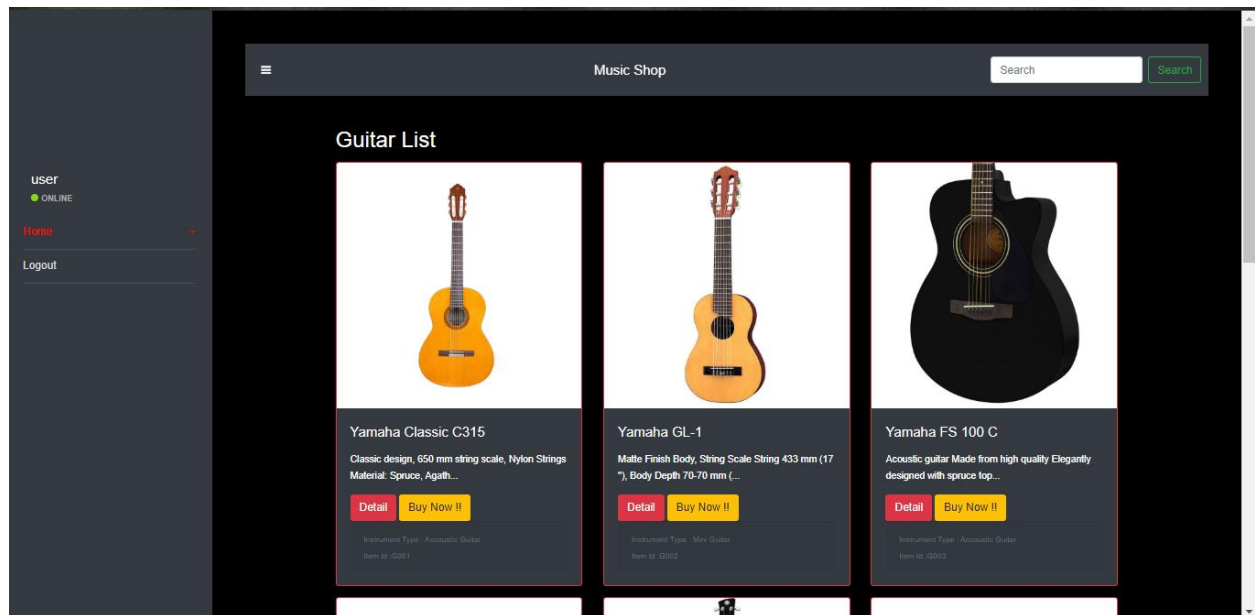 Music Shop
Search
Search
user
ONLINE
Home
Logout
Guitar List
Yamaha Classic C315
Classic design, 650 mm string scale, Nylon Strings
Material: Spruce, Agath...
Detail
Buy Now !!
Instrument Type : Accoustic Guitar
Item Id :G001
Yamaha GL-1
Matte Finish Body, String Scale String 433 mm (17
"), Body Depth 70-70 mm (...
Detail
Buy Now !!
Instrument Type : Mini Guitar
Item Id :G002
Yamaha FS 100 C
Acoustic guitar Made from high quality Elegantly
designed with spruce top...
Detail
Buy Now !!
Instrument Type : Accoustic Guitar
Item Id :G003